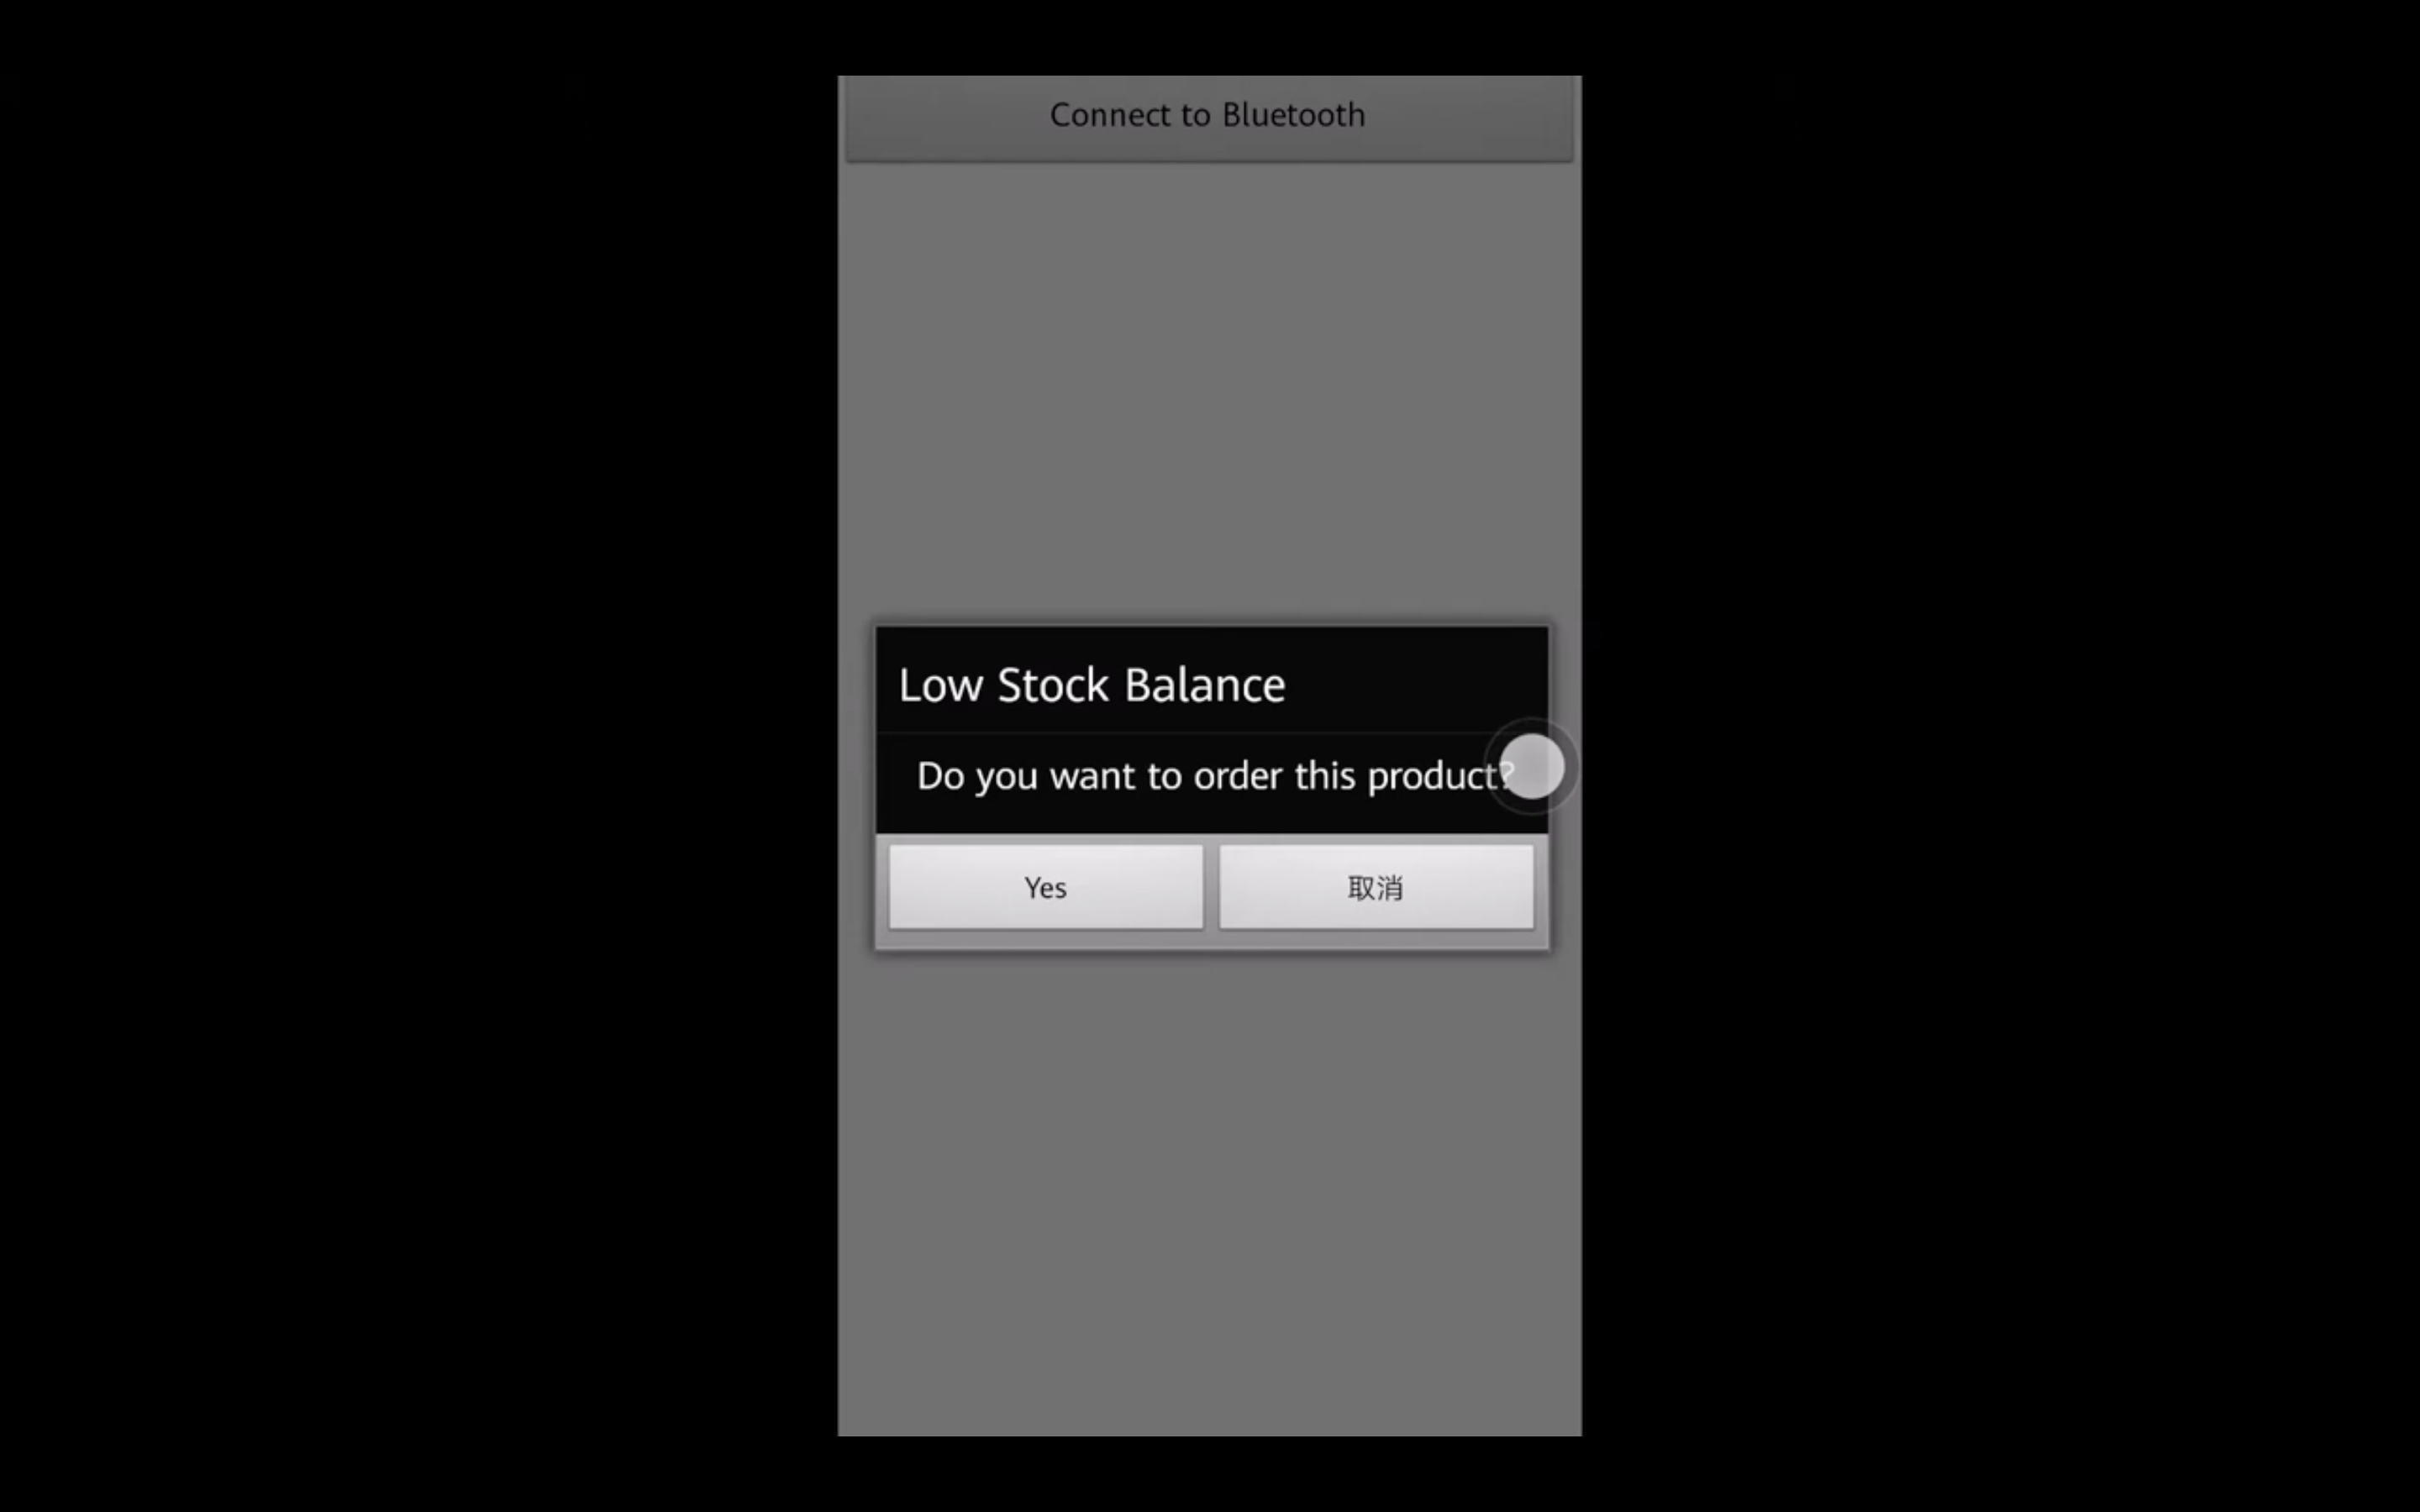 Connect to Bluetooth
Low Stock Balance
Do you want to order this product?
Yes
取消